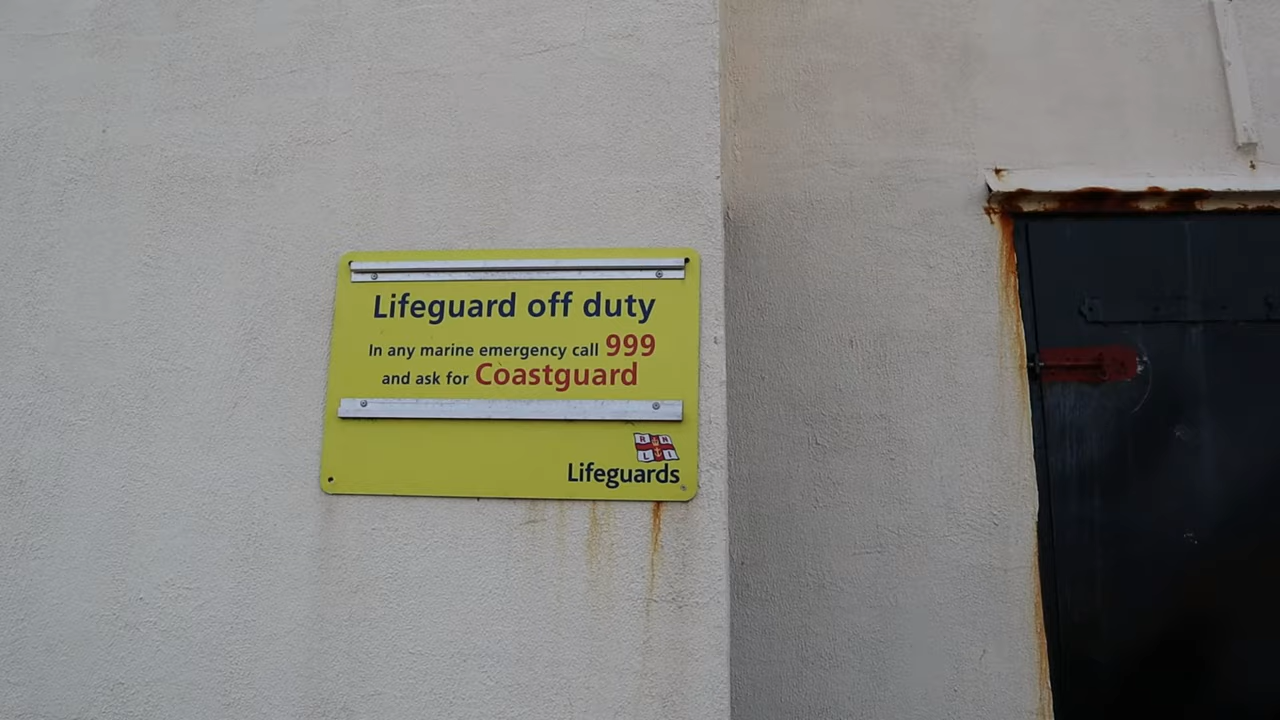 Lifeguard off duty
In any marine emergency call 999
and ask for Coastguard
R N
L I
Lifeguards